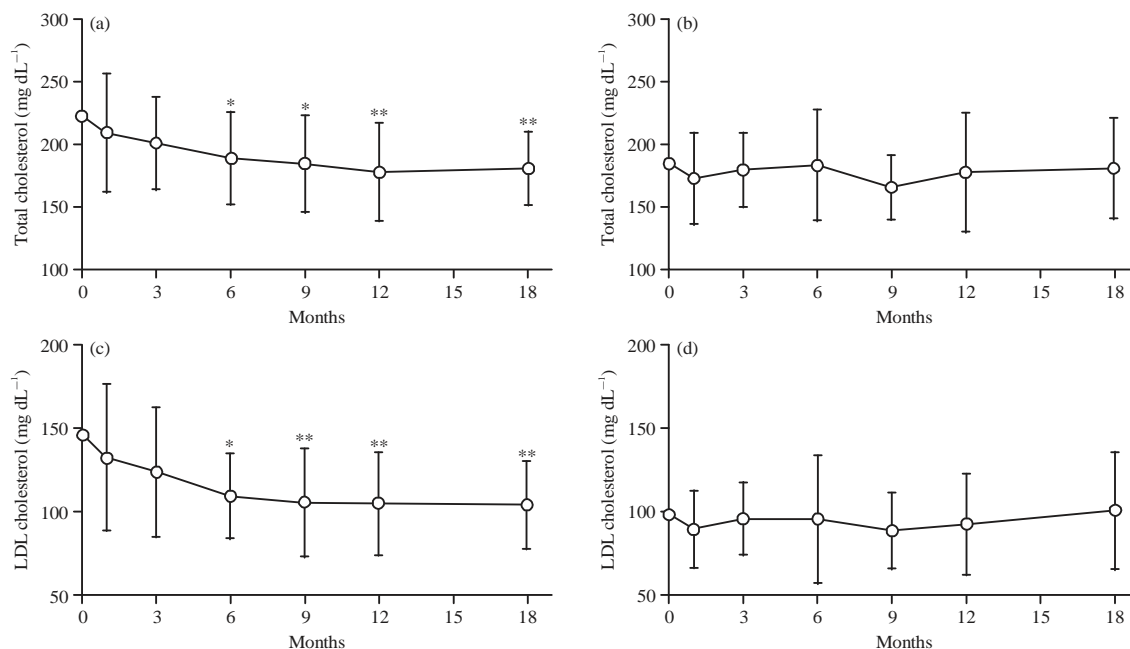 (a)
Total cholesterol (mg dL⁻¹)
300
250
200
150
100
* * ** **
0 3 6 9 12 15 18
Months
(b)
Total cholesterol (mg dL⁻¹)
300
250
200
150
100
0 3 6 9 12 15 18
Months
(c)
LDL cholesterol (mg dL⁻¹)
200
150
100
50
* ** ** **
0 3 6 9 12 15 18
Months
(d)
LDL cholesterol (mg dL⁻¹)
200
150
100
50
0 3 6 9 12 15 18
Months